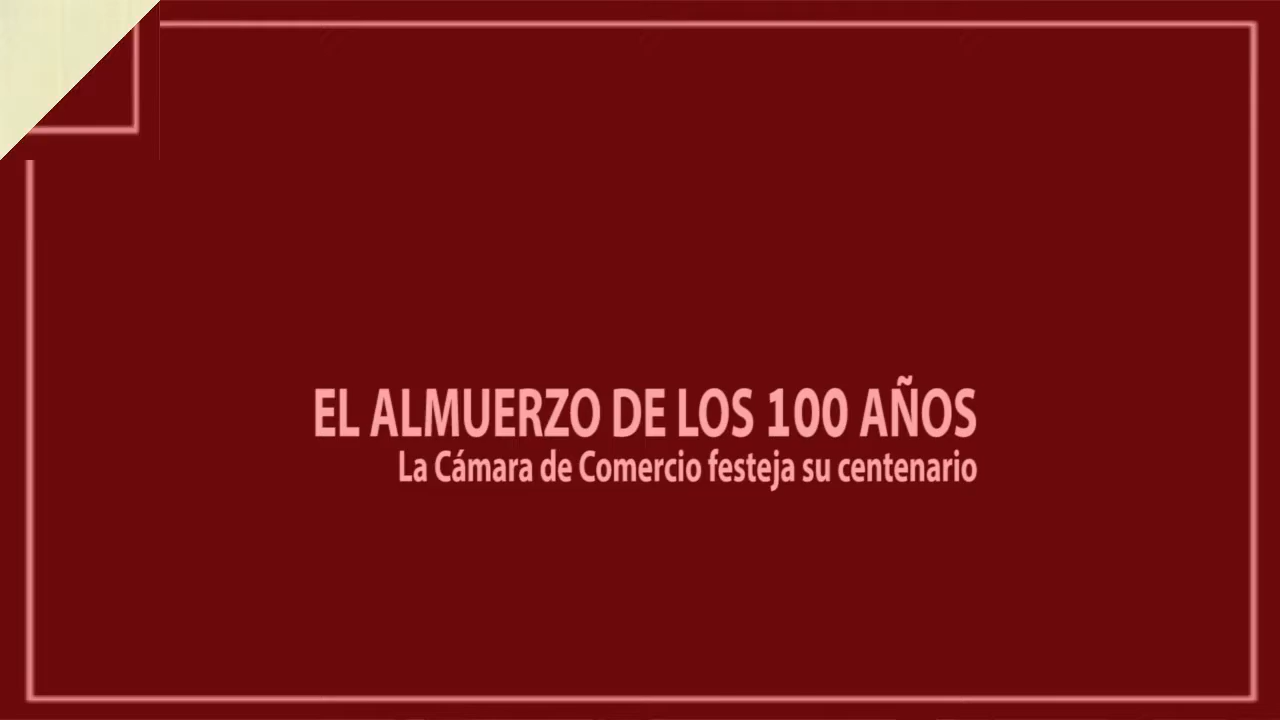 EL ALMUERZO DE LOS 100 AÑOS
La Cámara de Comercio festeja su centenario